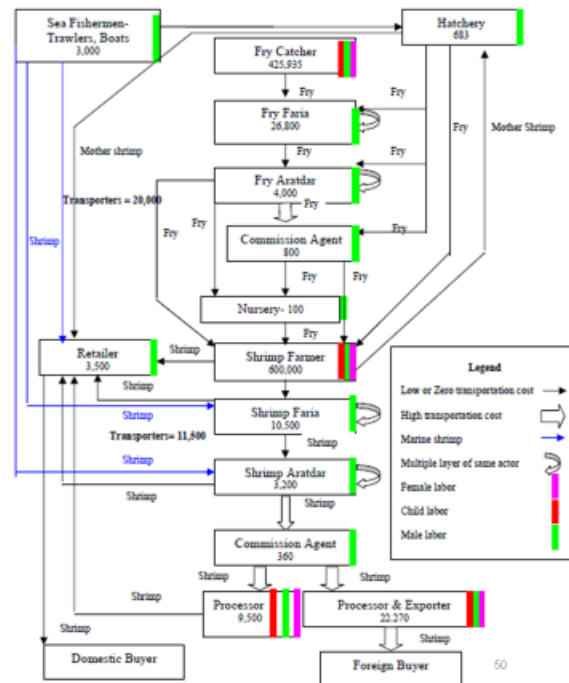 Sea Fishermen-
Trawlers, Boats
3,000
Hatchery
683
Fry Catcher
425,935
Fry
Fry
Fry
Mother Shrimp
Fry Faria
26,800
Fry
Fry
Mother shrimp
Fry Aratdar
4,000
Transporters = 20,000
Fry
Fry
Fry
Fry
Shrimp
Commission Agent
800
Fry
Fry
Nursery- 100
Fry
Retailer
3,500
Shrimp
Shrimp Farmer
600,000
Shrimp
Shrimp
Shrimp Faria
10,500
Transporters= 11,500
Shrimp
Shrimp
Shrimp Aratdar
3,200
Shrimp
Shrimp
Commission Agent
360
Shrimp
Shrimp
Processor
9,500
Processor & Exporter
22.270
Shrimp
Shrimp
Domestic Buyer
Foreign Buyer
50
Legend
Low or Zero transportation cost
High transportation cost
Marine shrimp
Multiple layer of same actor
Female labor
Child labor
Male labor